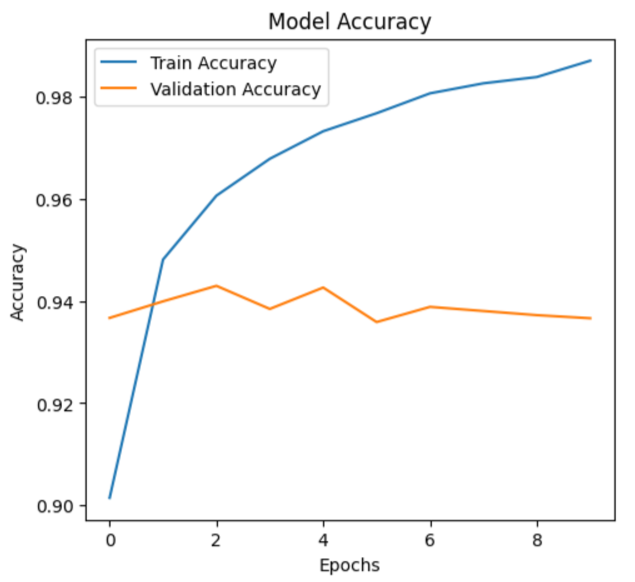 Model Accuracy
Train Accuracy
Validation Accuracy
0.98
0.96
0.94
0.92
0.90
Accuracy
0 2 4 6 8
Epochs